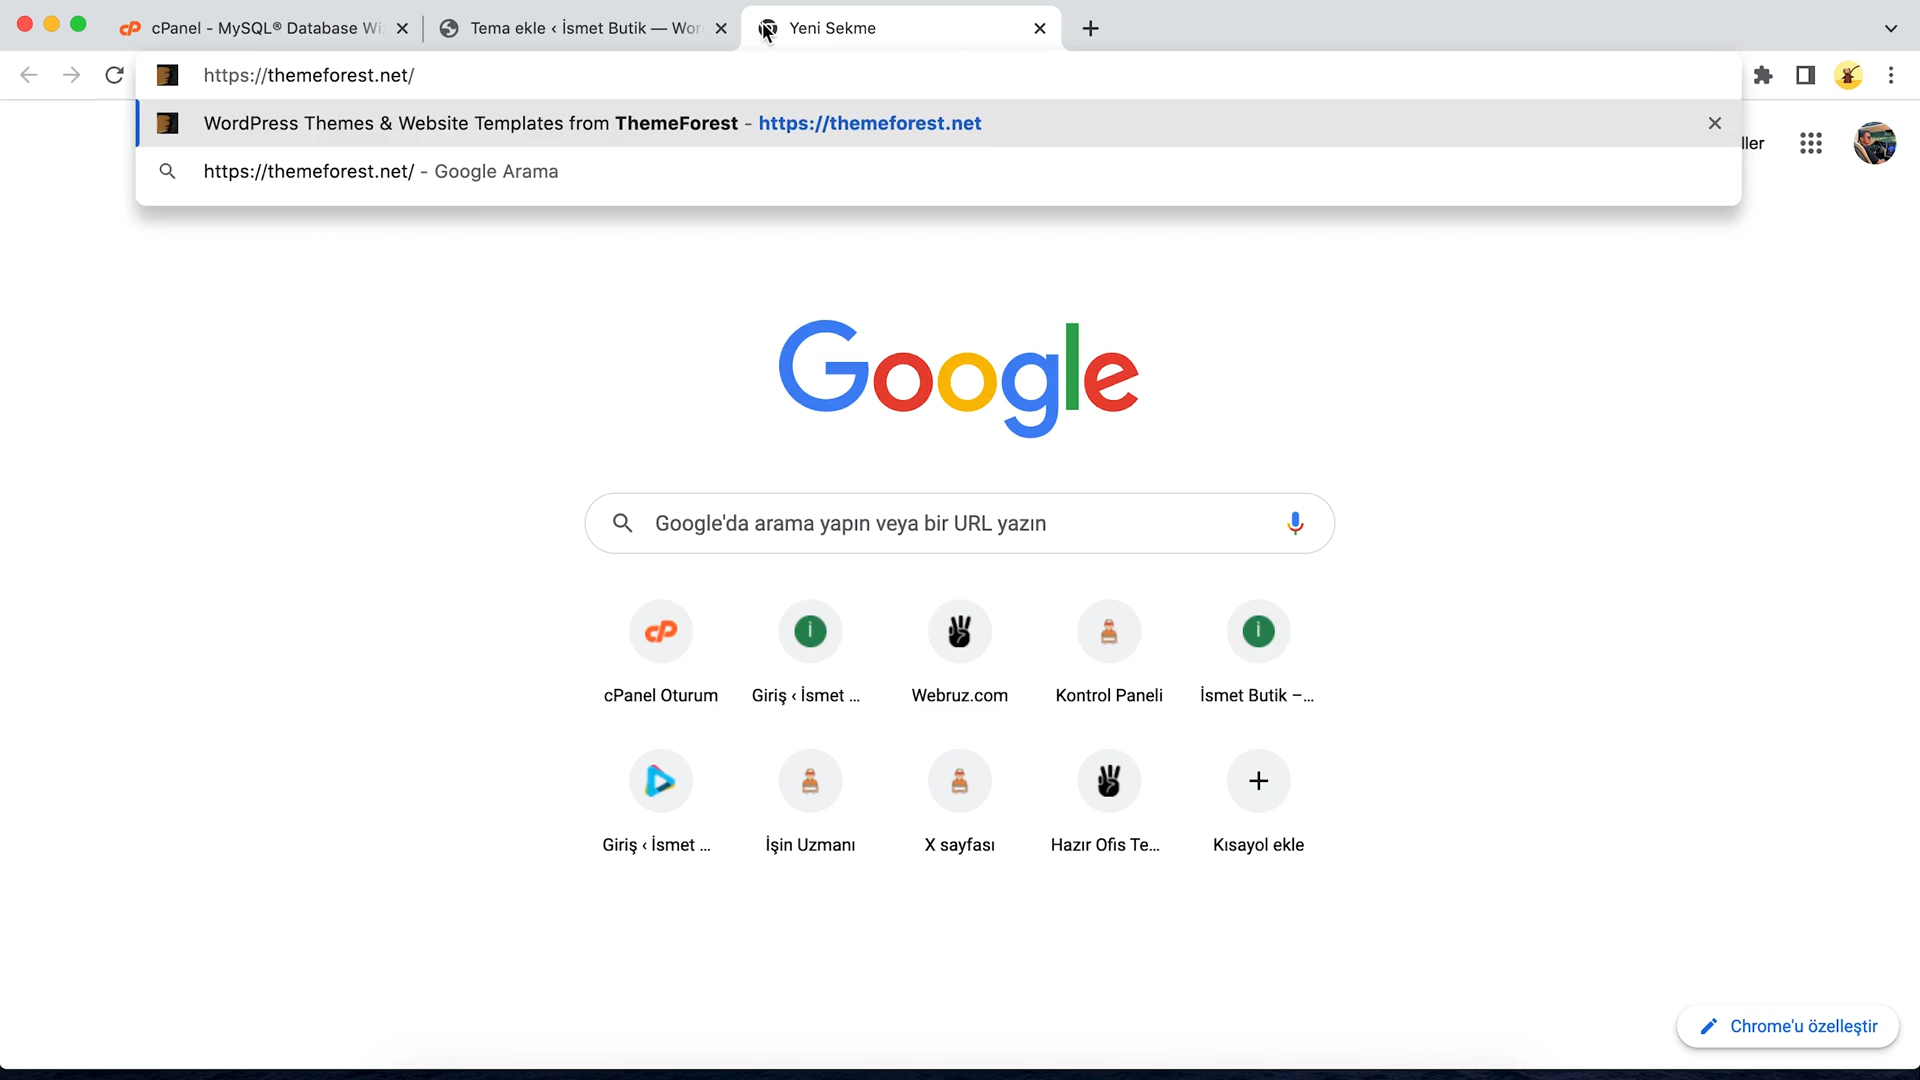 cPanel - MySQL® Database Wi
Tema ekle ‹ İsmet Butik — Wor
Yeni Sekme
https://themeforest.net/
WordPress Themes & Website Templates from ThemeForest - https://themeforest.net
https://themeforest.net/ - Google Arama
ller
Google
Google'da arama yapın veya bir URL yazın
cPanel Oturum
Giriş ‹ İsmet ...
Webruz.com
Kontrol Paneli
İsmet Butik –...
Giriş ‹ İsmet ...
İşin Uzmanı
X sayfası
Hazır Ofis Te...
Kısayol ekle
Chrome'u özelleştir